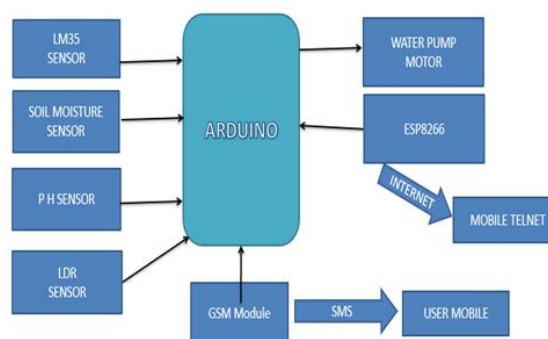 LM35
SENSOR
SOIL MOISTURE
SENSOR
P H SENSOR
LDR
SENSOR
ARDUINO
WATER PUMP
MOTOR
ESP8266
INTERNET
MOBILE TELNET
GSM Module
SMS
USER MOBILE